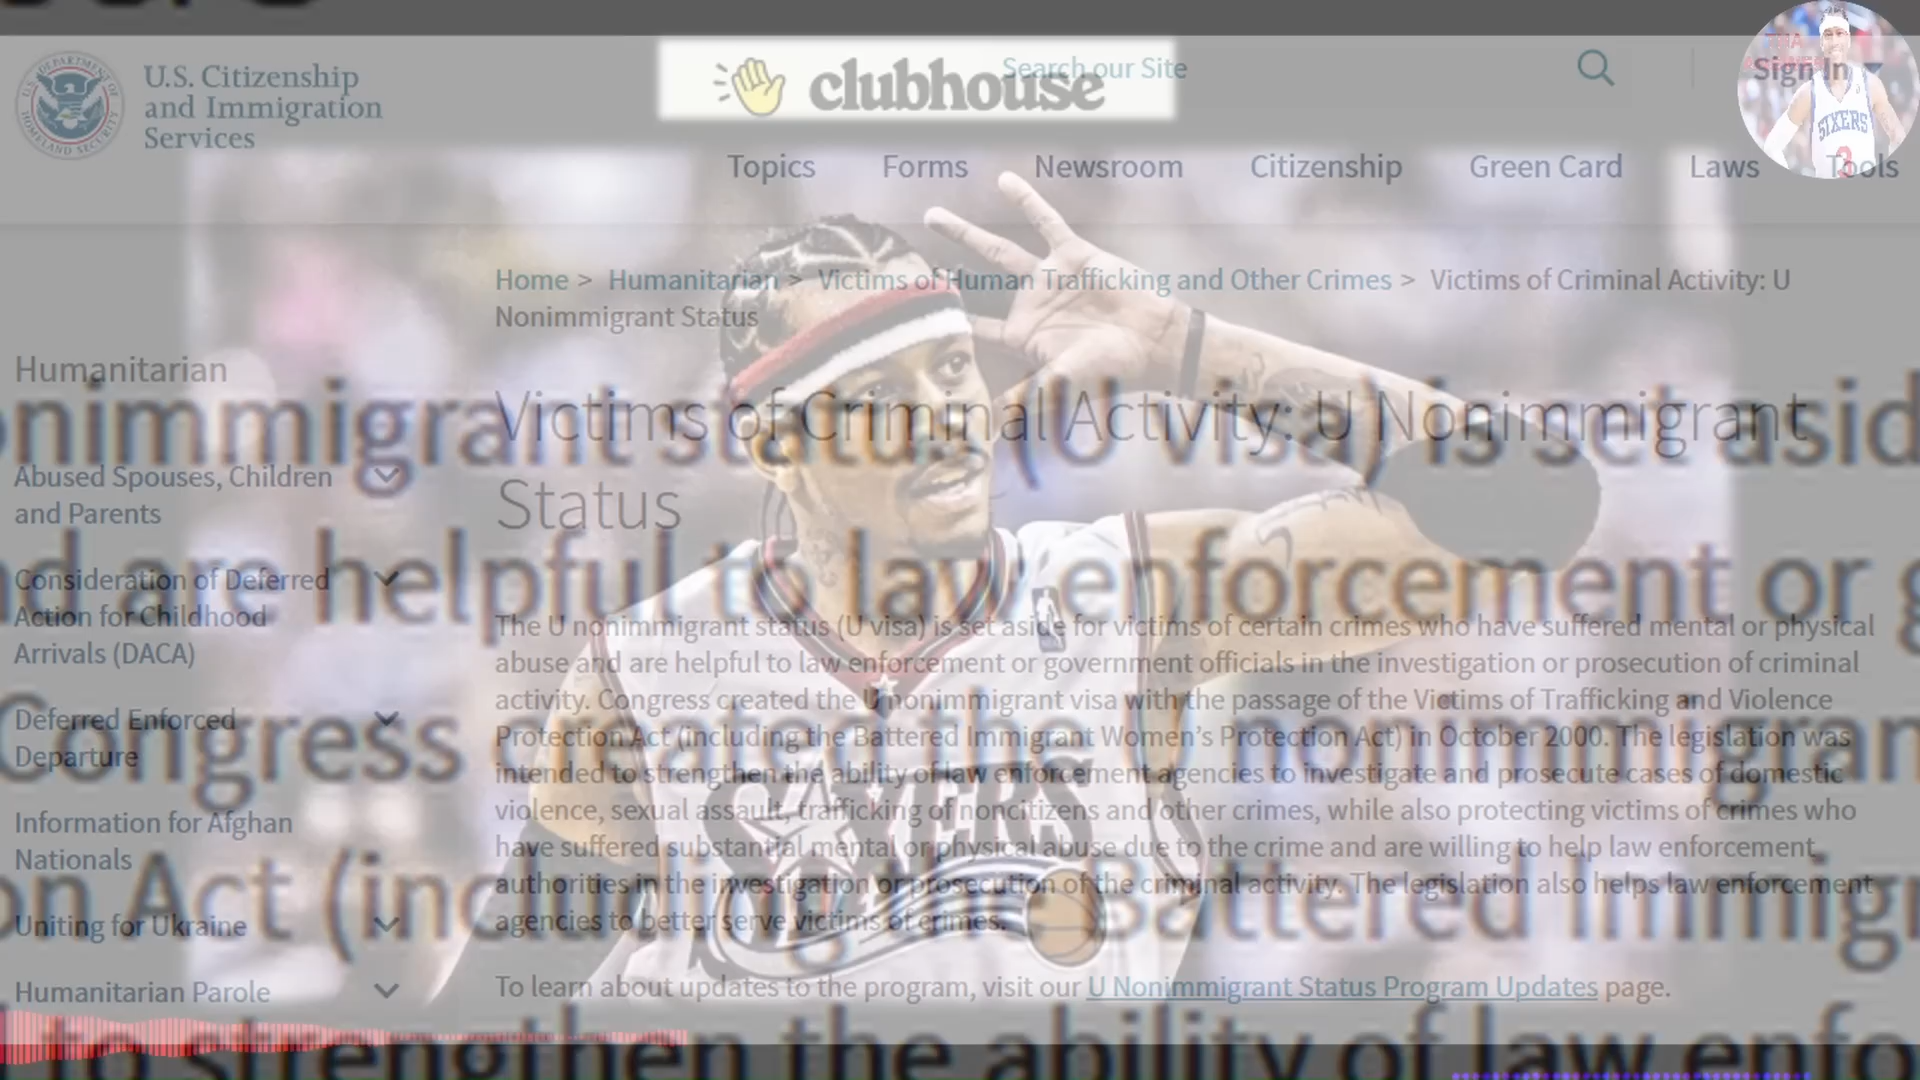 U.S. Citizenship
and Immigration
Services
clubhouse
Search our Site
Sign In
Topics Forms Newsroom Citizenship Green Card Laws Tools
SIXERS
3
Home > Humanitarian > Victims of Human Trafficking and Other Crimes > Victims of Criminal Activity: U
Nonimmigrant Status
Humanitarian
Abused Spouses, Children
and Parents
Consideration of Deferred
Action for Childhood
Arrivals (DACA)
Deferred Enforced
Departure
Information for Afghan
Nationals
Uniting for Ukraine
Humanitarian Parole
Victims of Criminal Activity: U Nonimmigrant
Status
The U nonimmigrant status (U visa) is set aside for victims of certain crimes who have suffered mental or physical
abuse and are helpful to law enforcement or government officials in the investigation or prosecution of criminal
activity. Congress created the U nonimmigrant visa with the passage of the Victims of Trafficking and Violence
Protection Act (including the Battered Immigrant Women’s Protection Act) in October 2000. The legislation was
intended to strengthen the ability of law enforcement agencies to investigate and prosecute cases of domestic
violence, sexual assault, trafficking of noncitizens and other crimes, while also protecting victims of crimes who
have suffered substantial mental or physical abuse due to the crime and are willing to help law enforcement
authorities in the investigation or prosecution of the criminal activity. The legislation also helps law enforcement
agencies to better serve victims of crimes.
To learn about updates to the program, visit our U Nonimmigrant Status Program Updates page.
onimmigrant status (U visa) is set asid
nd are helpful to law enforcement or g
Congress created the U nonimmigran
on Act (including the Battered Immigr
to strengthen the ability of law enfo
SIXERS